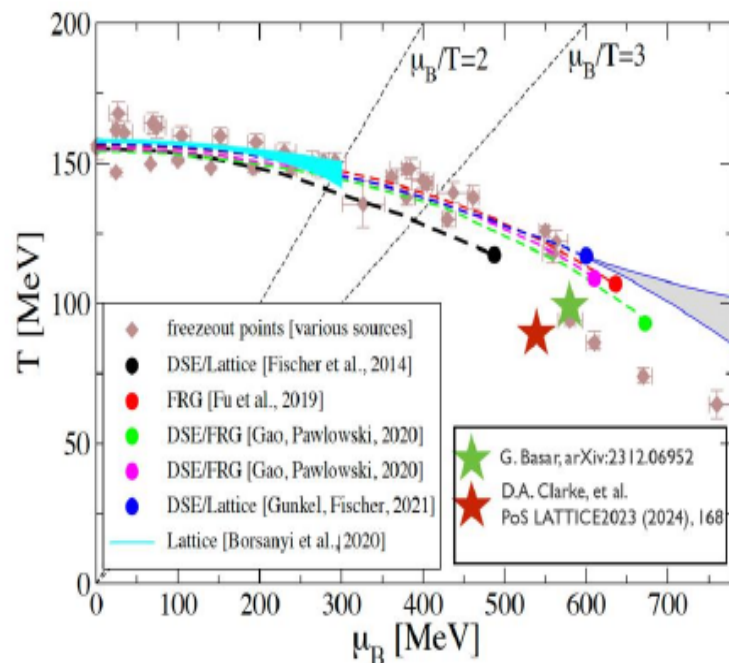 200
150
100
50
0
T [MeV]
μ_B/T=2
μ_B/T=3
freezeout points [various sources]
DSE/Lattice [Fischer et al., 2014]
FRG [Fu et al., 2019]
DSE/FRG [Gao, Pawlowski, 2020]
DSE/FRG [Gao, Pawlowski, 2020]
DSE/Lattice [Gunkel, Fischer, 2021]
Lattice [Borsanyi et al., 2020]
G. Basar, arXiv:2312.06952
D.A. Clarke, et al.
PoS LATTICE2023 (2024), 168
0 100 200 300 400 500 600 700
μ_B [MeV]